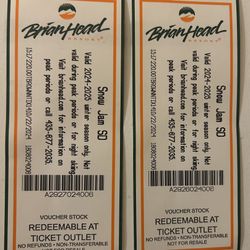 BrianHead
RESORT
Snow Jam SD
Valid 2024-2025 winter season only. Not
valid during peak periods or for night skiing.
Visit brianhead.com for information on
peak periods or call 435-677-2035.
A2927024006
VOUCHER STOCK
REDEEMABLE AT
TICKET OUTLET
NO REFUNDS • NON-TRANSFERABLE
NOT FOR RESALE
BrianHead
RESORT
Snow Jam SD
Valid 2024-2025 winter season only. Not
valid during peak periods or for night skiing.
Visit brianhead.com for information on
peak periods or call 435-677-2035.
A2926024006
VOUCHER STOCK
REDEEMABLE AT
TICKET OUTLET
NO REFUNDS • NON-TRANSFERABLE
NOT FOR RESALE